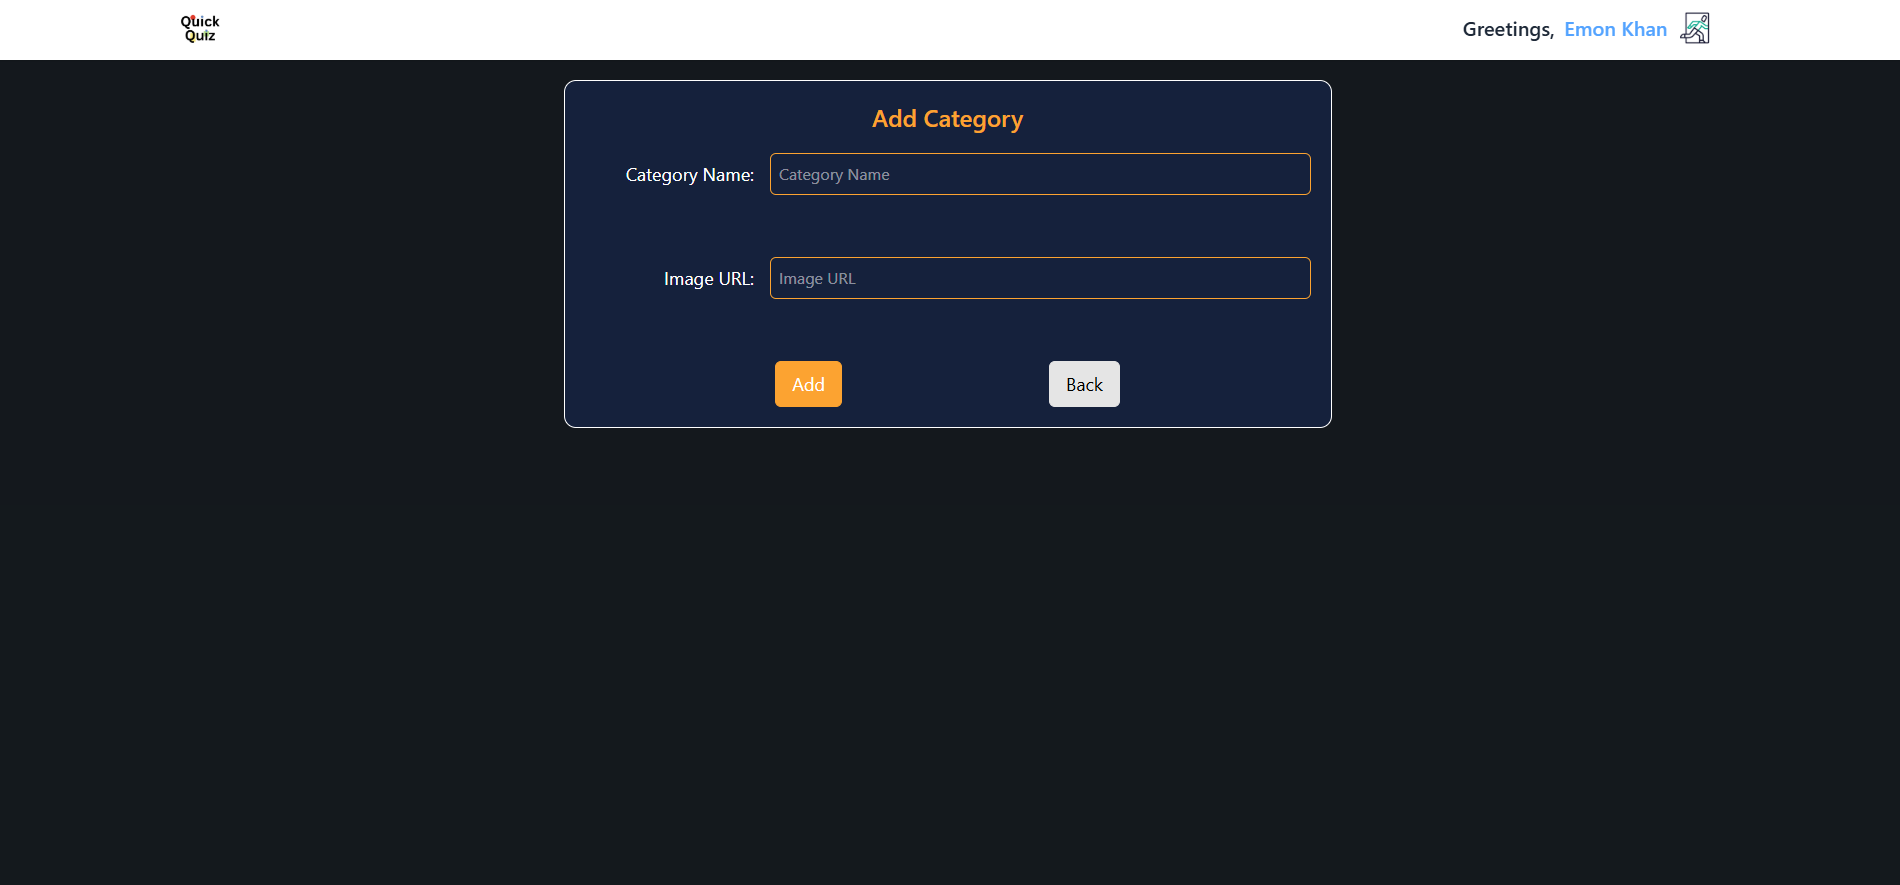 Quick
Quiz
Greetings, Emon Khan
Add Category
Category Name: Category Name
Image URL: Image URL
Add Back